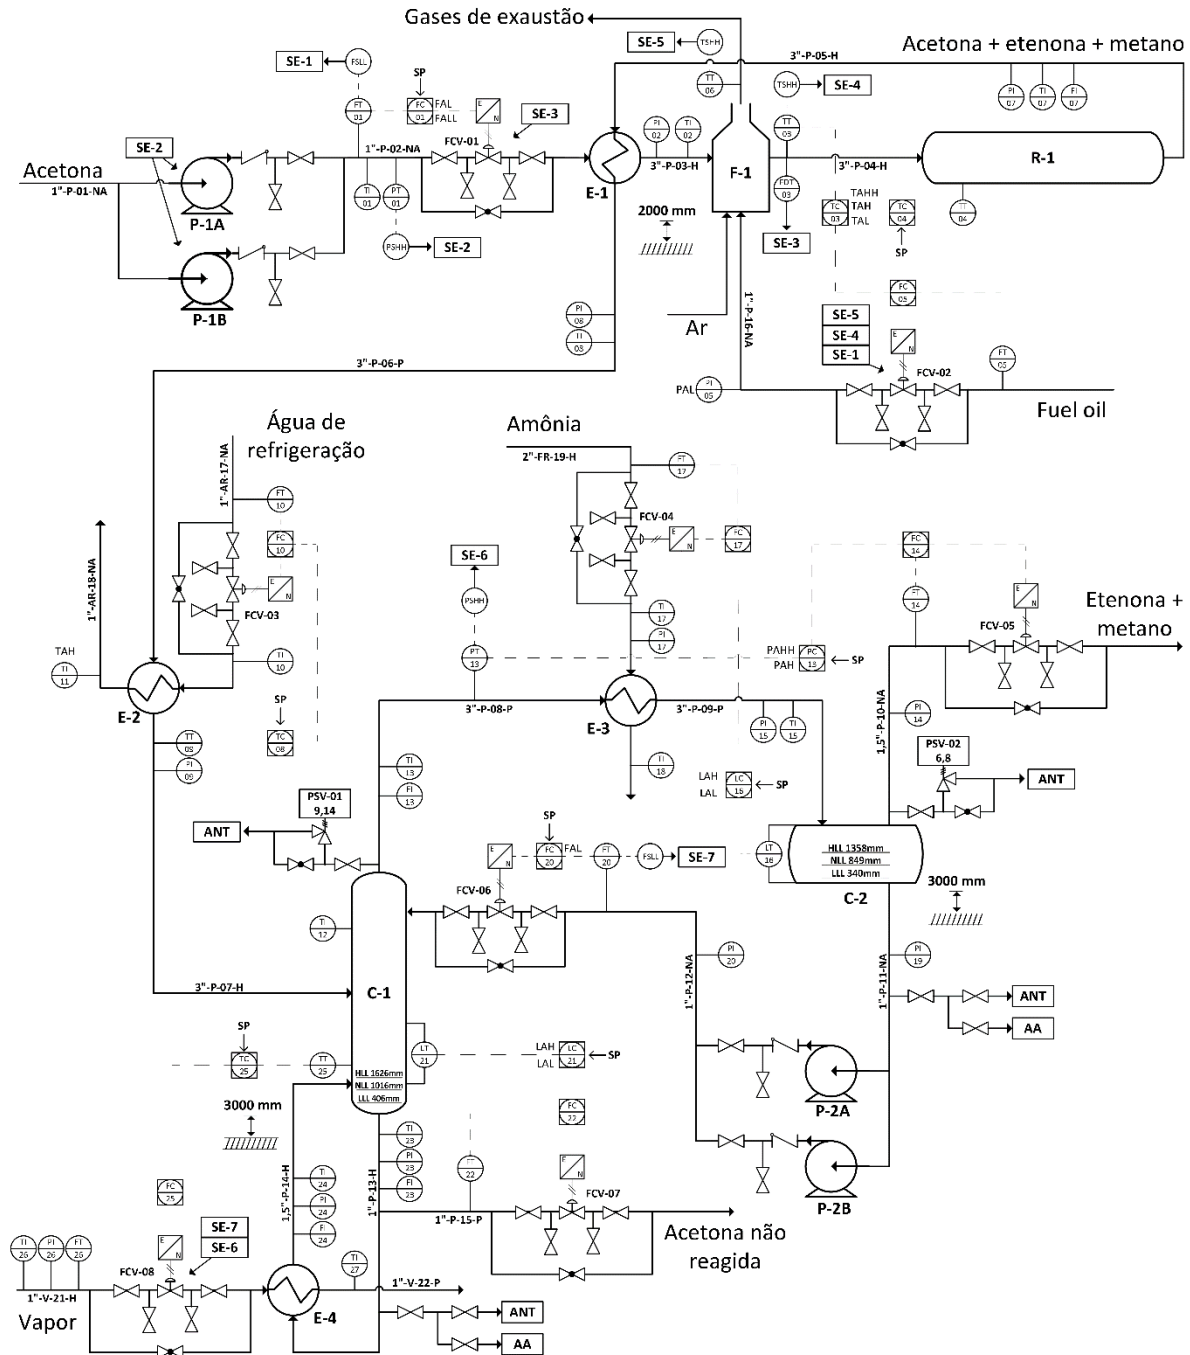 Gases de exaustão
SE-5
TSHH
Acetona + etenona + metano
3"-P-05-H
SE-1
FSLL
SP
TT
06
TSHH
SE-4
PI
07
TI
07
FI
07
FT
01
FC
01
FAL
FALL
E
N
SE-3
SE-2
1"-P-02-NA
FCV-01
PI
02
TI
02
TT
03
Acetona
1"-P-01-NA
3"-P-03-H
F-1
3"-P-04-H
R-1
E-1
TI
01
PT
01
FDT
03
TC
03
TAHH
TAH
TAL
TC
04
TT
04
P-1A
2000 mm
PSHH
SE-2
SE-3
SP
P-1B
PI
08
TI
08
1"-P-16-NA
FC
05
Ar
SE-5
SE-4
SE-1
E
N
FCV-02
FT
05
3"-P-06-P
PAL
PI
05
Fuel oil
Água de
refrigeração
Amônia
2"-FR-19-H
1"-AR-17-NA
FT
17
FT
10
FCV-04
FC
10
E
N
FC
17
FC
14
SE-6
1"-AR-18-NA
E
N
PSHH
FT
14
E
N
FCV-03
Etenona +
metano
TI
17
FCV-05
TAH
TI
11
TI
10
PT
13
PI
17
PAHH
PAH
PC
13
SP
E-2
SP
3"-P-08-P
E-3
3"-P-09-P
1,5"-P-10-NA
PI
14
TC
08
PI
15
TI
15
TT
09
PI
09
TI
13
FI
13
TI
18
PSV-02
6,8
ANT
LAH
LAL
LC
16
SP
PSV-01
9,14
ANT
SP
E
N
FC
20
FAL
FT
20
FSLL
SE-7
LT
16
HLL 1358mm
NLL 849mm
LLL 340mm
C-2
3000 mm
FCV-06
TI
12
PI
20
PI
19
C-1
3"-P-07-H
1"-P-12-NA
1"-P-11-NA
ANT
AA
SP
TC
25
TT
25
LT
21
LAH
LAL
LC
21
SP
HLL 1626mm
NLL 1016mm
LLL 406mm
P-2A
3000 mm
FC
22
TI
23
PI
23
FI
23
FT
22
E
N
P-2B
FCV-07
1,5"-P-14-H
TI
24
PI
24
FI
24
1"-P-13-H
FC
25
1"-P-15-P
Acetona não
reagida
SE-7
SE-6
TI
26
PI
26
FT
26
E
N
FCV-08
TI
27
1"-V-21-H
1"-V-22-P
Vapor
E-4
ANT
AA